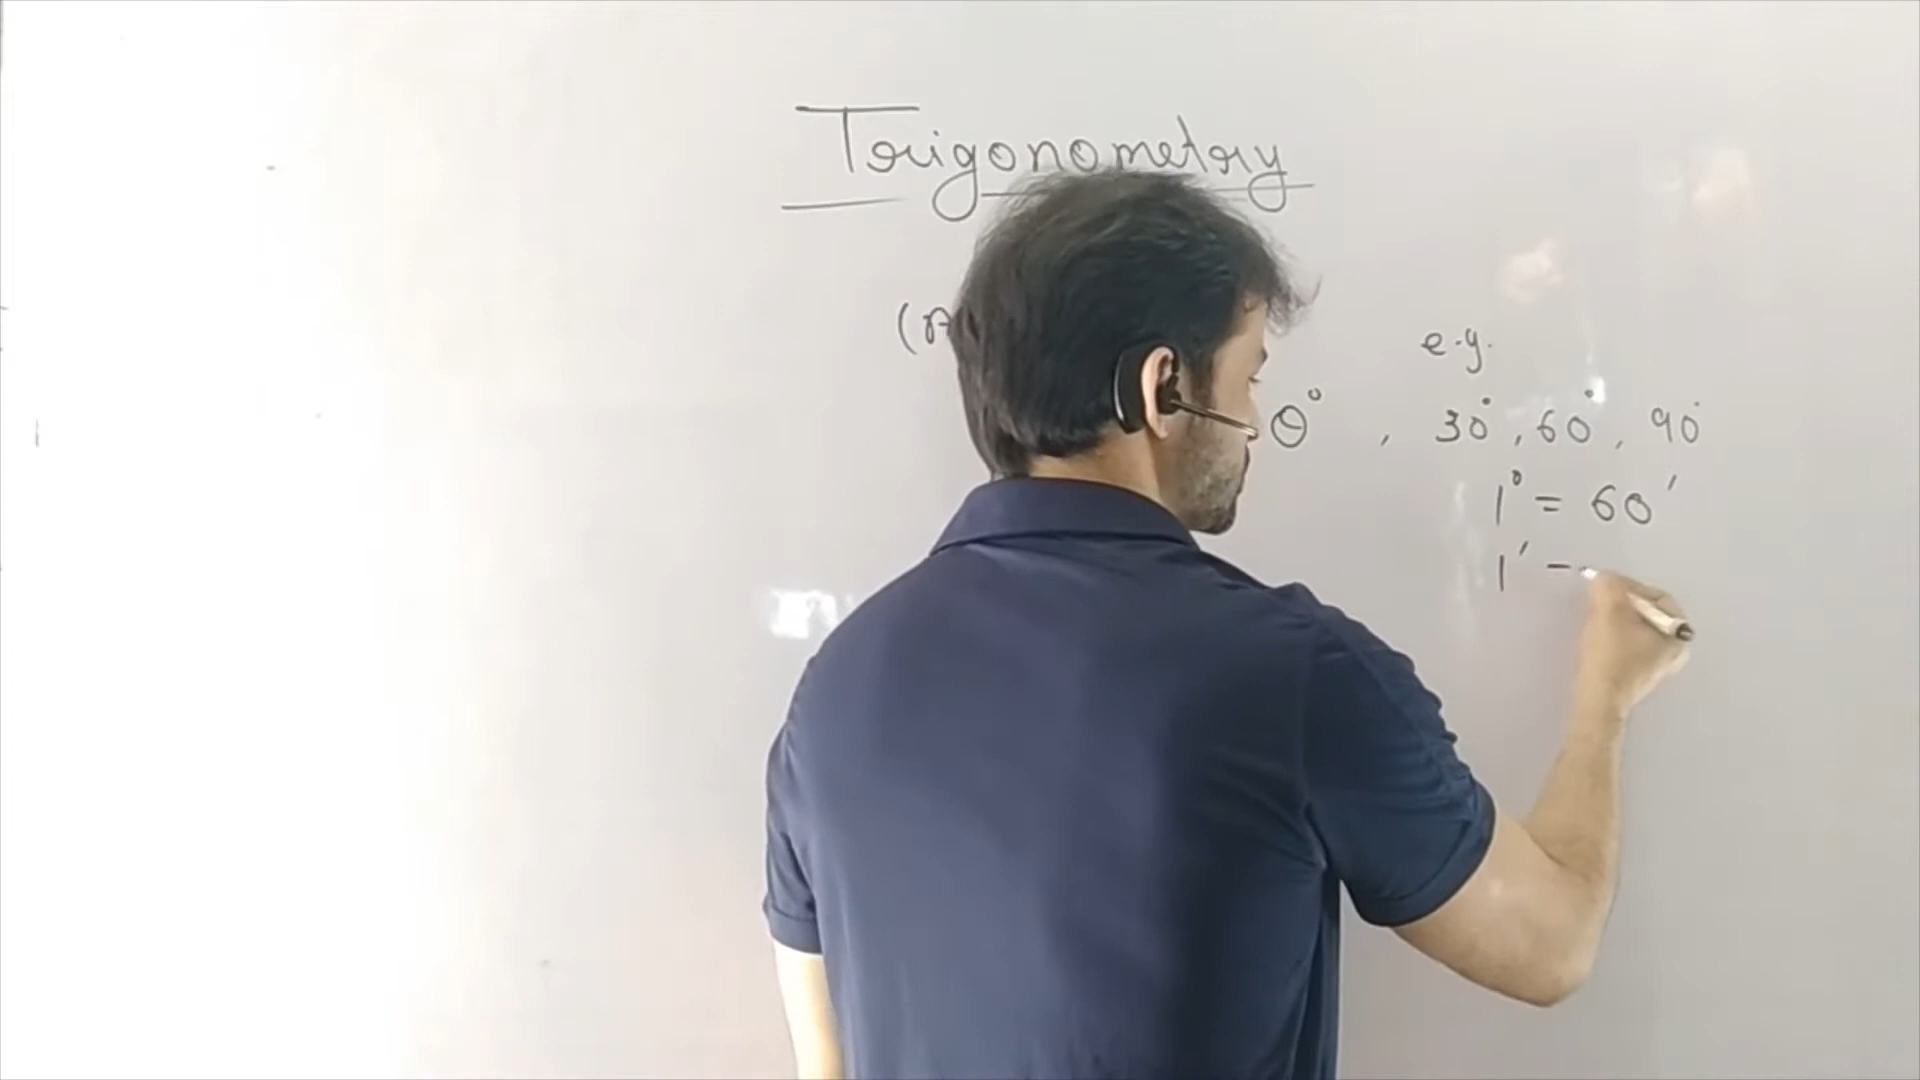 Trigonometry
e.g.
θ° , 30°, 60°, 90°
1° = 60′
1′ -